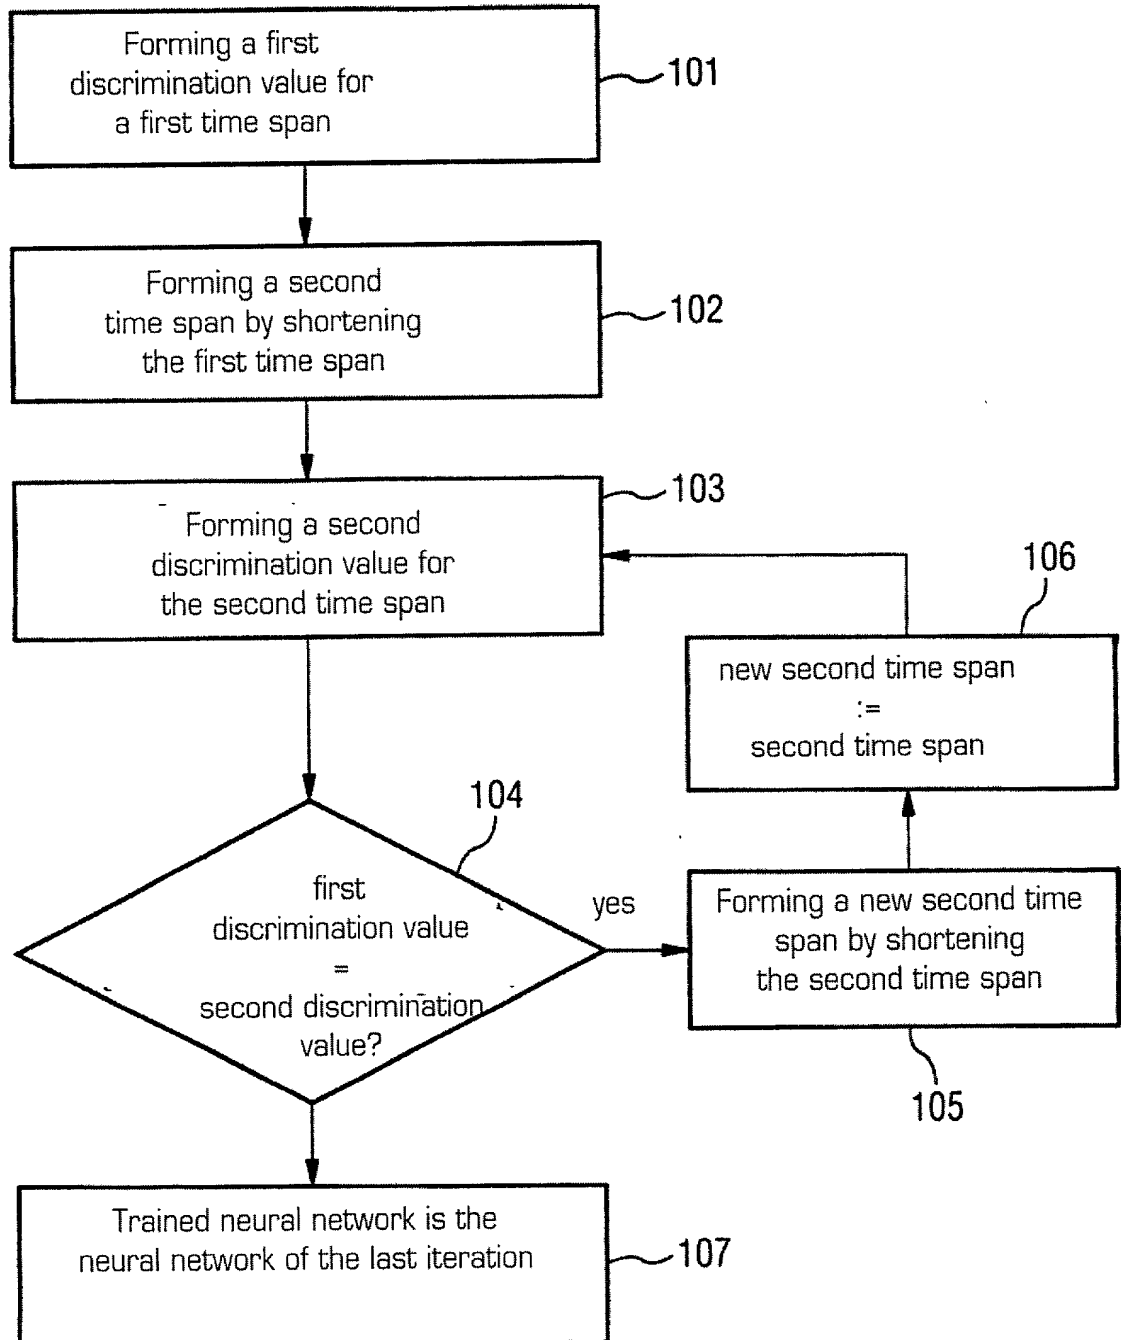 Forming a first
discrimination value for
a first time span
101
Forming a second
time span by shortening
the first time span
102
Forming a second
discrimination value for
the second time span
103
106
new second time span
:=
second time span
104
first
discrimination value
=
second discrimination
value?
yes
Forming a new second time
span by shortening
the second time span
105
Trained neural network is the
neural network of the last iteration
107